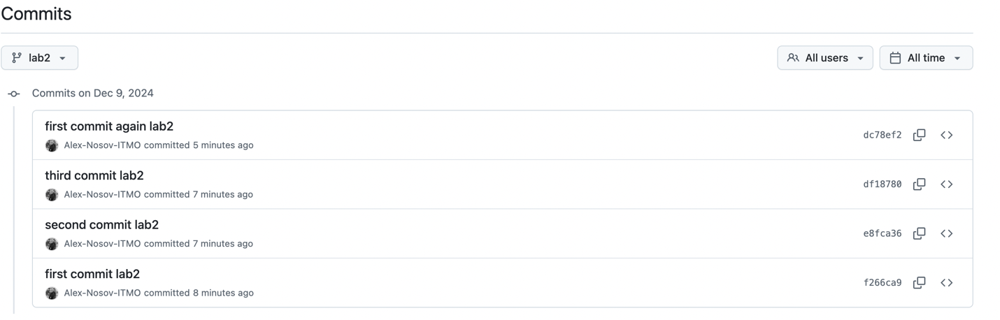 Commits
lab2
All users
All time
Commits on Dec 9, 2024
first commit again lab2
Alex-Nosov-ITMO committed 5 minutes ago
dc78ef2
third commit lab2
Alex-Nosov-ITMO committed 7 minutes ago
df18780
second commit lab2
Alex-Nosov-ITMO committed 7 minutes ago
e8fca36
first commit lab2
Alex-Nosov-ITMO committed 8 minutes ago
f266ca9